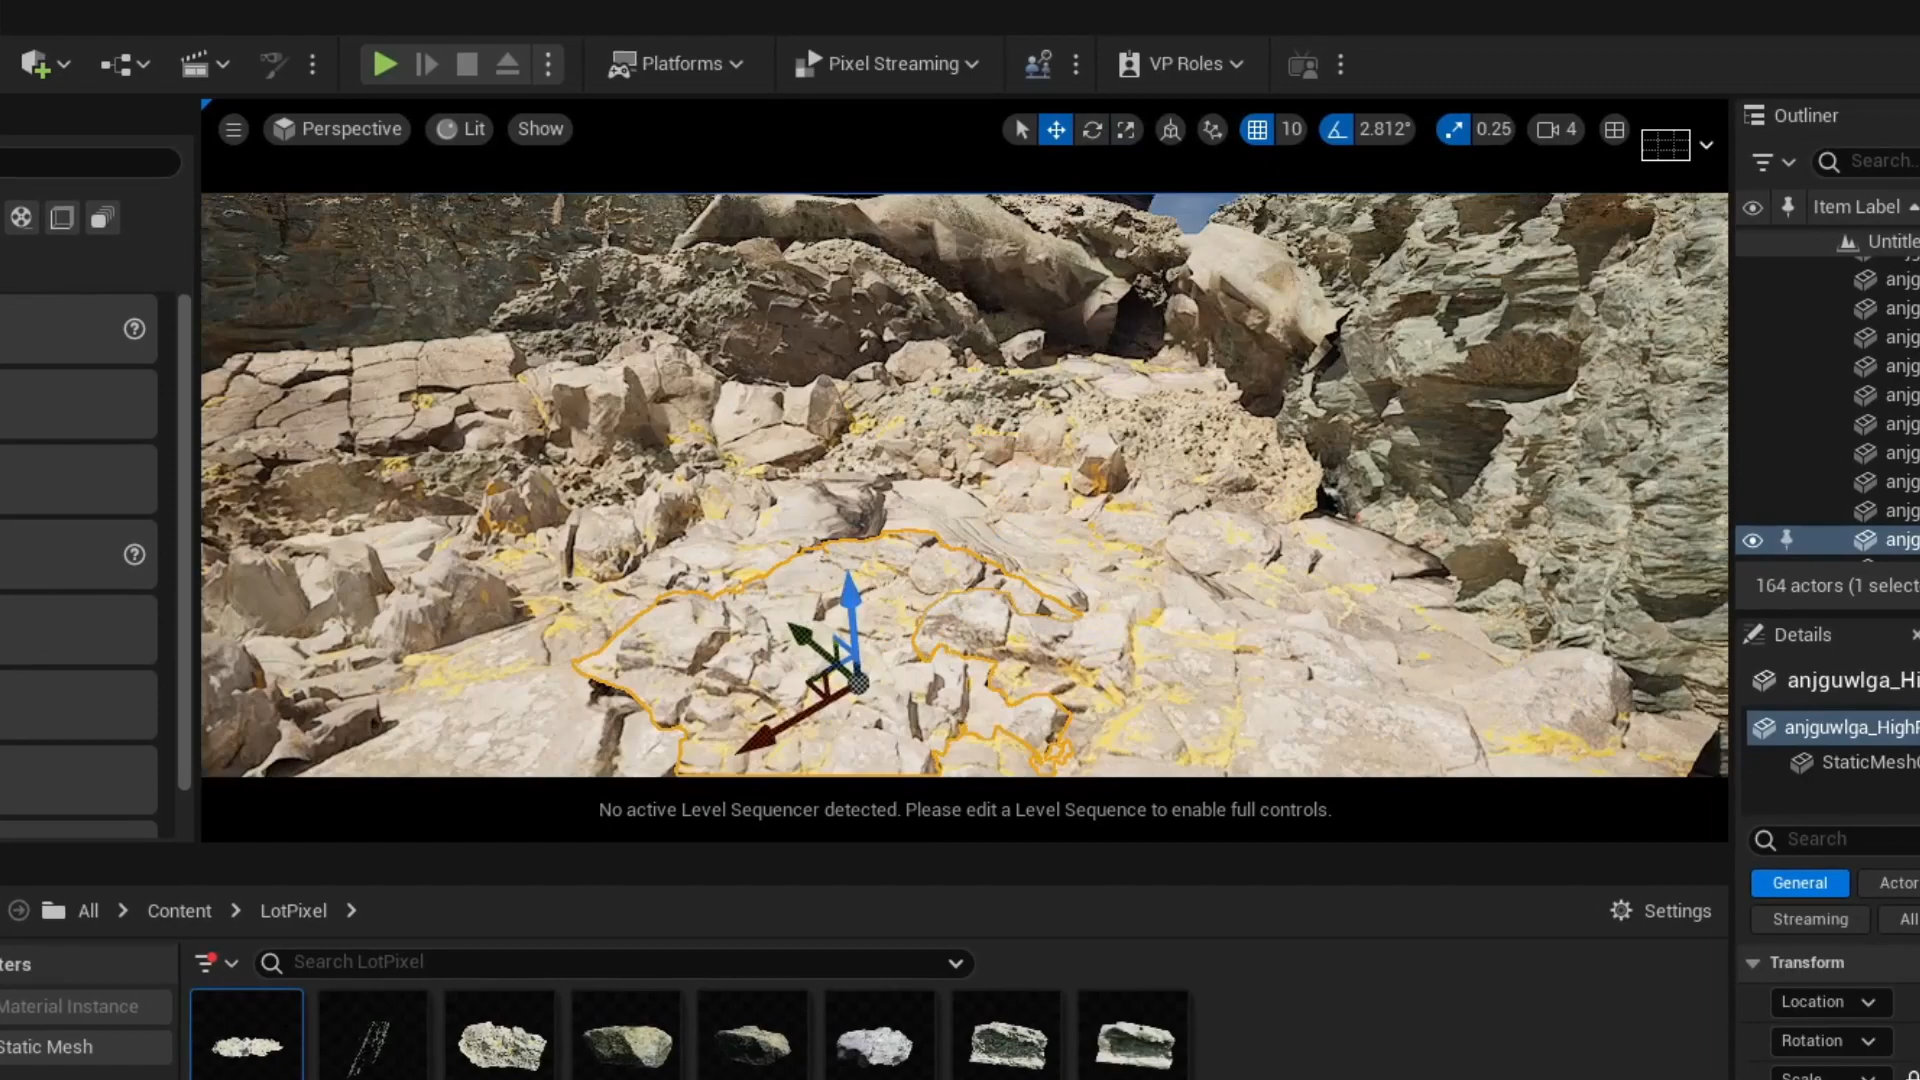 Platforms
Pixel Streaming
VP Roles
Perspective
Lit
Show
10
2.812°
0.25
4
Outliner
Search...
Item Label
Untitle
anjg
anjg
anjg
anjg
anjg
anjg
anjg
anjg
anjg
anjg
164 actors (1 select
Details
anjguwlga_Hi
anjguwlga_HighP
StaticMeshC
Search
General
Actor
Streaming
All
Transform
Location
Rotation
Scale
No active Level Sequencer detected. Please edit a Level Sequence to enable full controls.
All
Content
LotPixel
Settings
ters
Search LotPixel
Material Instance
Static Mesh